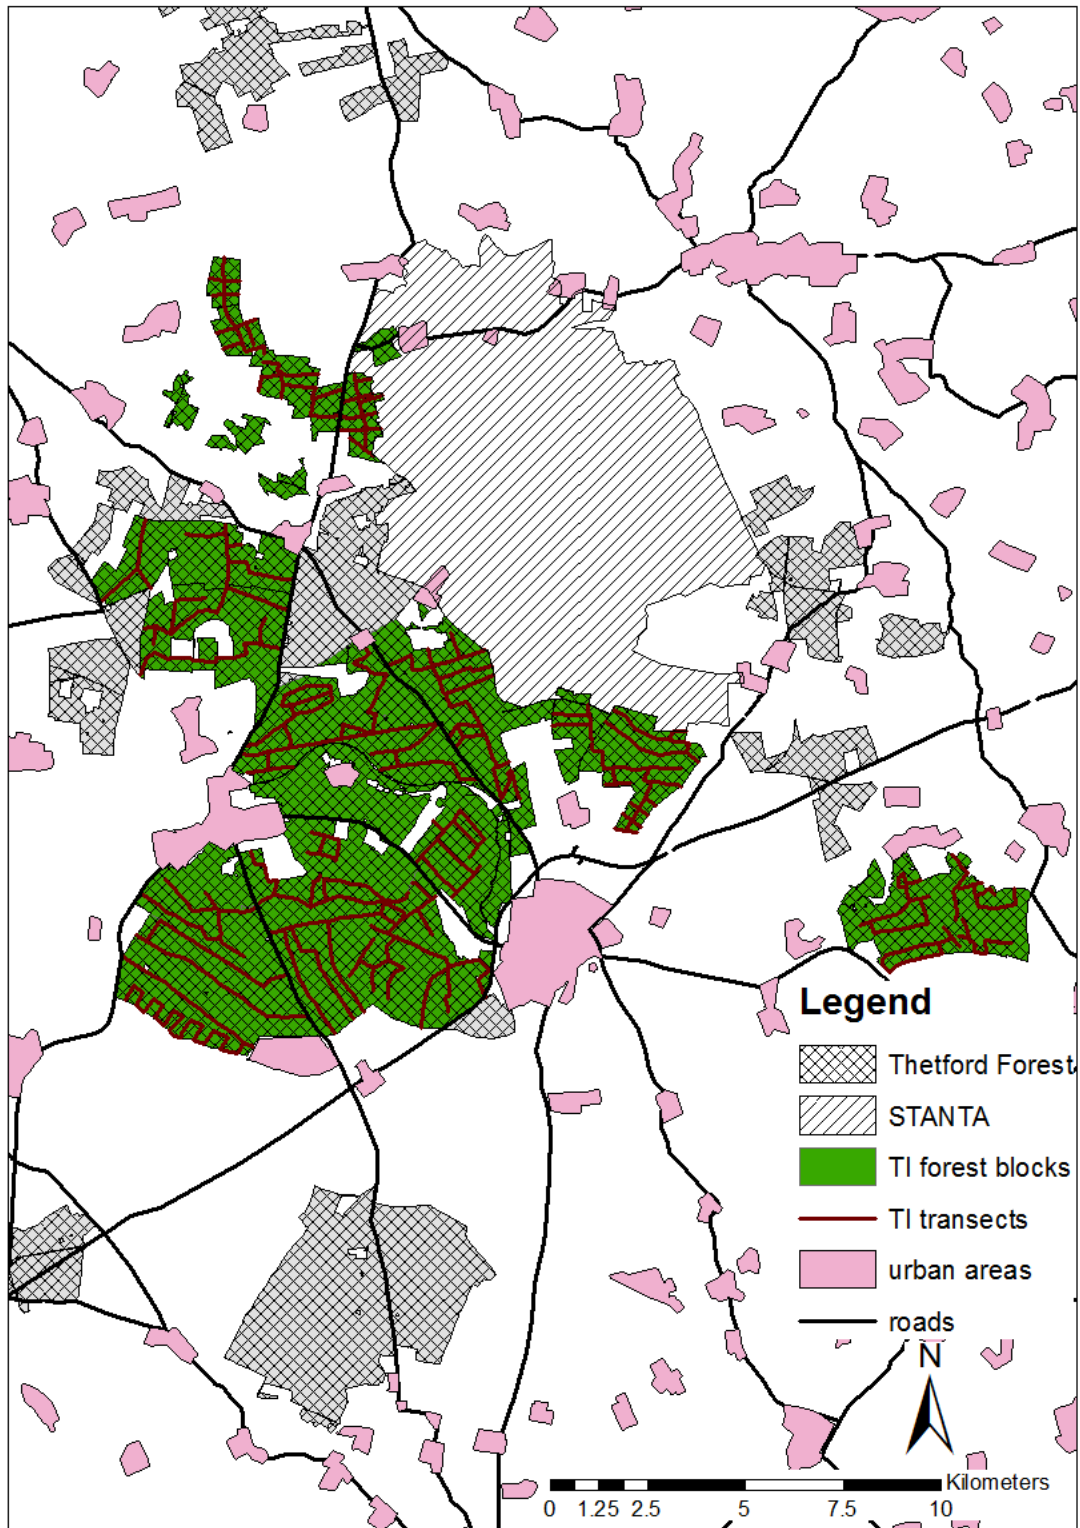 Legend
Thetford Forest
STANTA
TI forest blocks
TI transects
urban areas
roads
N
Kilometers
0 1.25 2.5 5 7.5 10